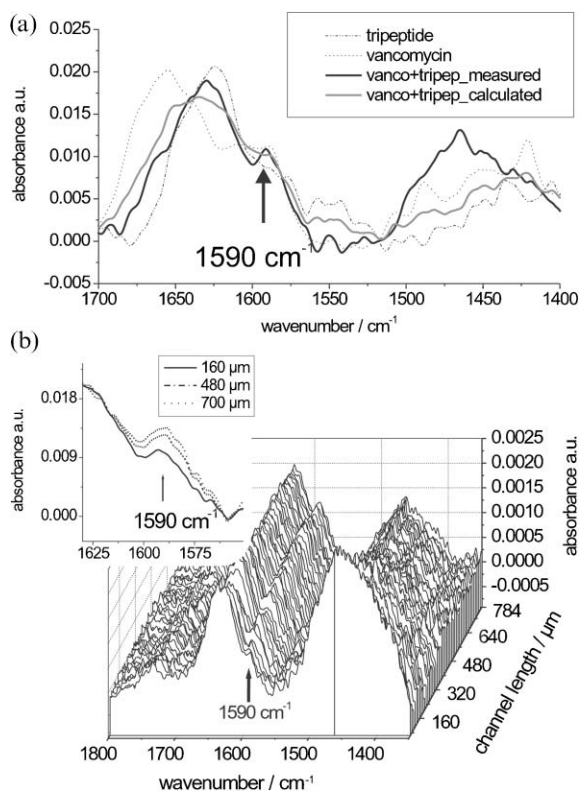 (a)
tripeptide
vancomycin
vanco+tripep_measured
vanco+tripep_calculated
absorbance a.u.
0.025
0.020
0.015
0.010
0.005
0.000
-0.005
1590 cm⁻¹
1700 1650 1600 1550 1500 1450 1400
wavenumber / cm⁻¹
(b)
160 µm
480 µm
700 µm
absorbance a.u.
0.018
0.009
0.000
1590 cm⁻¹
1625 1600 1575
0.0025
0.0020
0.0015
0.0010
0.0005
0.0000
-0.0005
absorbance a.u.
784
640
480
320
160
channel length / µm
1590 cm⁻¹
1800 1700 1600 1500 1400
wavenumber / cm⁻¹